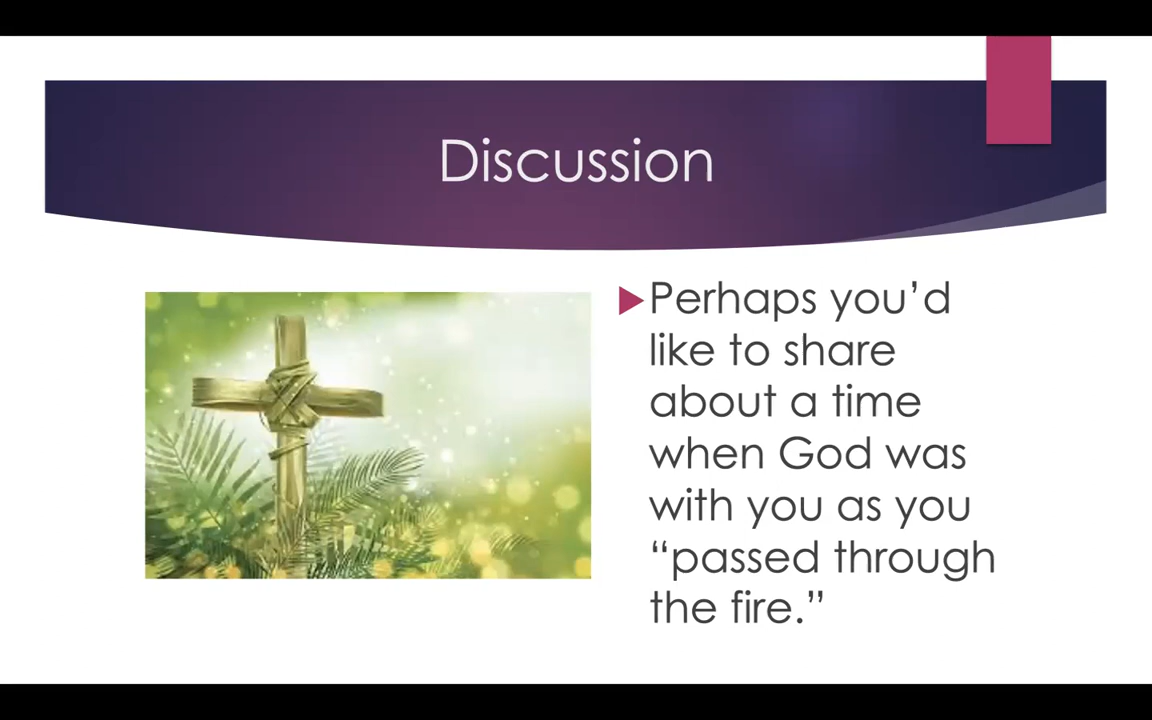 Discussion
Perhaps you’d
like to share
about a time
when God was
with you as you
“passed through
the fire.”